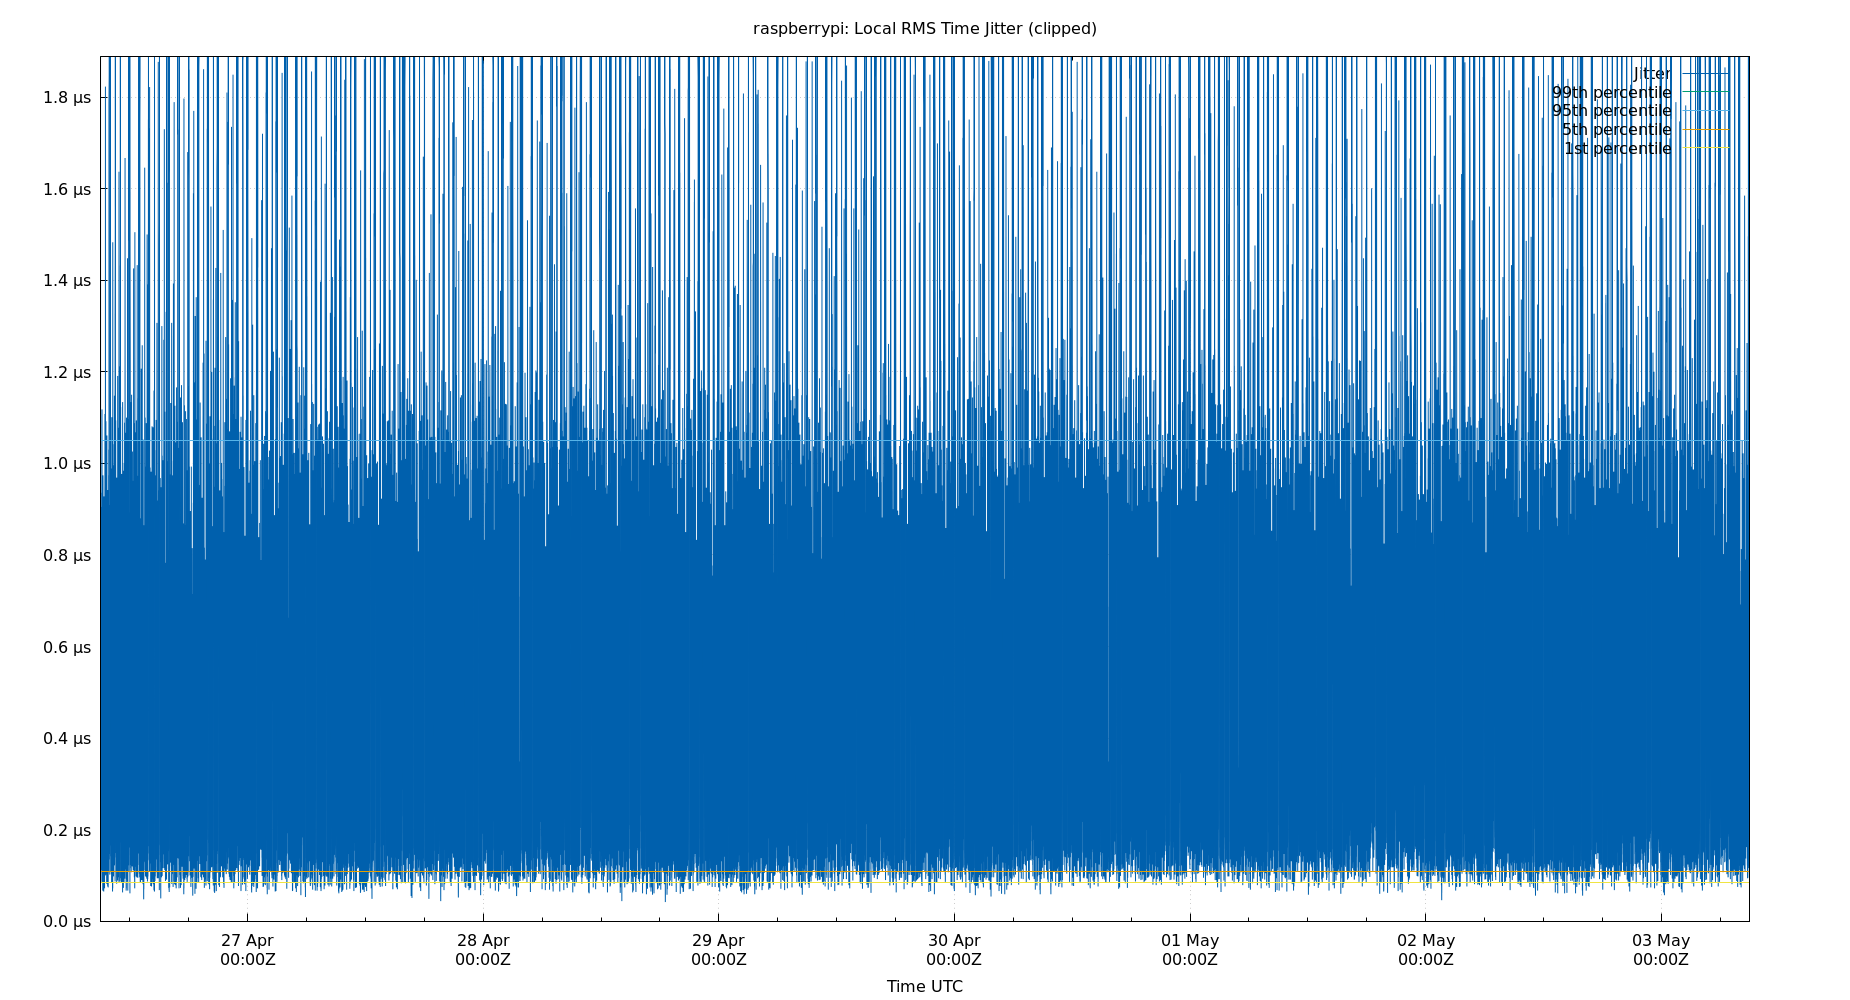 raspberrypi: Local RMS Time Jitter (clipped)
Jitter
99th percentile
95th percentile
5th percentile
1st percentile
1.8 µs
1.6 µs
1.4 µs
1.2 µs
1.0 µs
0.8 µs
0.6 µs
0.4 µs
0.2 µs
0.0 µs
27 Apr 28 Apr 29 Apr 30 Apr 01 May 02 May 03 May
00:00Z 00:00Z 00:00Z 00:00Z 00:00Z 00:00Z 00:00Z
Time UTC